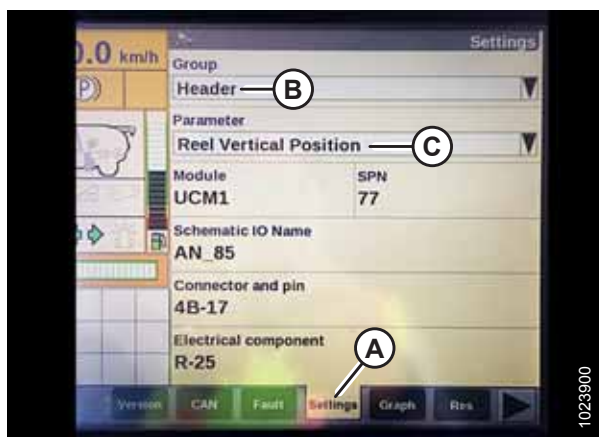 0.0 km/h
Settings
(P)
Group
Header
B
Parameter
Reel Vertical Position
C
Module SPN
UCM1 77
Schematic IO Name
AN_85
Connector and pin
4B-17
Electrical component
R-25
A
Version CAN Fault Settings Graph Res
1023900